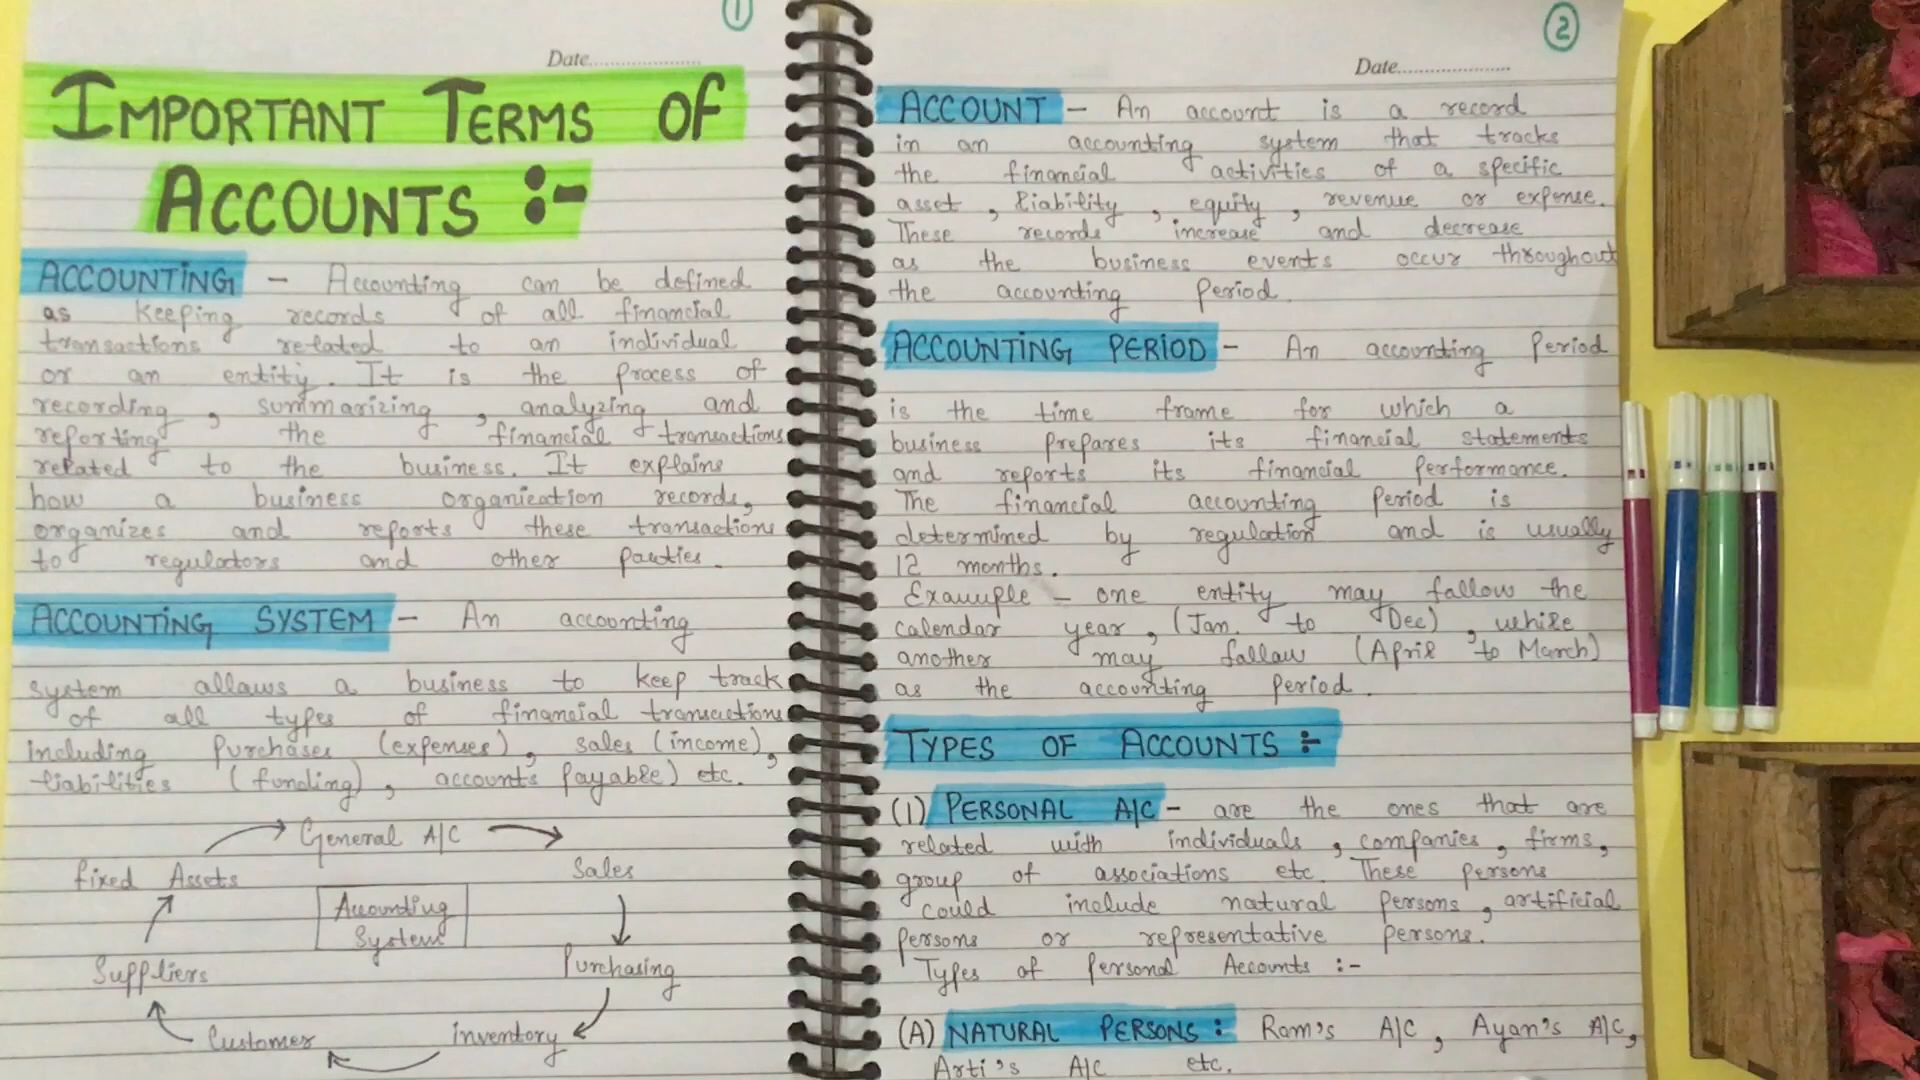 1
Date....................
IMPORTANT TERMS OF
ACCOUNTS :-
ACCOUNTING - Accounting can be defined
as keeping records of all financial
transactions related to an individual
or an entity. It is the process of
recording, summarizing, analyzing and
reporting the financial transactions
related to the business. It explains
how a business organization records,
organizes and reports these transactions
to regulators and other parties.
ACCOUNTING SYSTEM - An accounting
system allows a business to keep track
of all types of financial transactions
including purchases (expenses), sales (income),
liabilities (funding), accounts payable) etc.
General A/C
Fixed Assets
Sales
Accounting
System
Suppliers
Purchasing
Customer
inventory
2
Date....................
ACCOUNT - An account is a record
in an accounting system that tracks
the financial activities of a specific
asset, liability, equity, revenue or expense.
These records increase and decrease
as the business events occur throughout
the accounting period.
ACCOUNTING PERIOD - An accounting period
is the time frame for which a
business prepares its financial statements
and reports its financial performance.
The financial accounting period is
determined by regulation and is usually
12 months.
Example - one entity may fallow the
calendar year, (Jan. to Dec), while
another may fallow (April to March)
as the accounting period.
TYPES OF ACCOUNTS :-
(1) PERSONAL A/C - are the ones that are
related with individuals, companies, firms,
group of associations etc. These persons
could include natural persons, artificial
persons or representative persons.
Types of personal Accounts :-
(A) NATURAL PERSONS : Ram's A/C, Ayan's A/C,
Arti's A/C etc.